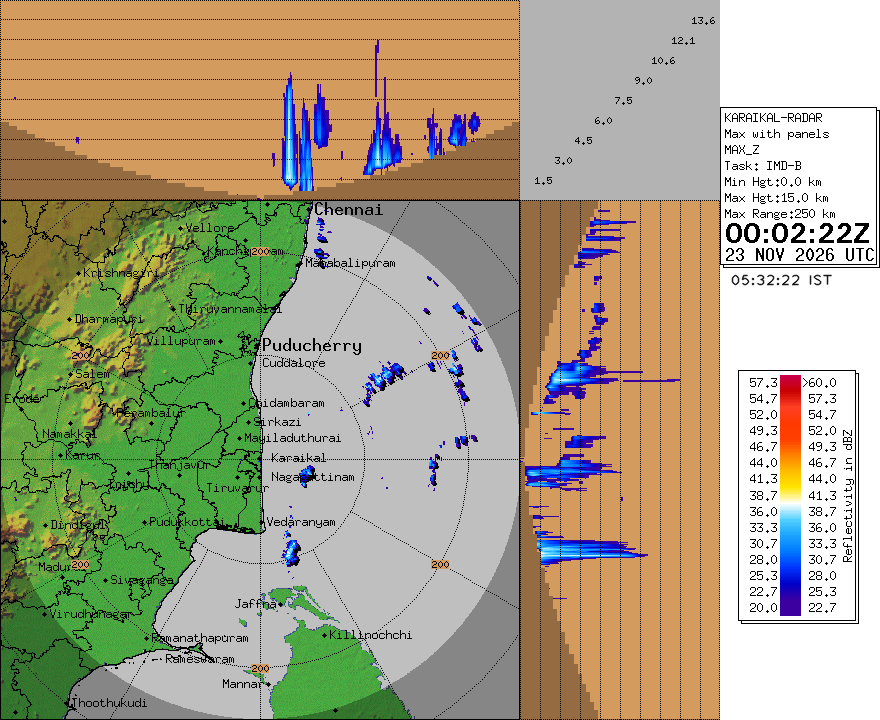 13.6
12.1
10.6
9.0
7.5
6.0
4.5
3.0
1.5
KARAIKAL-RADAR
Max with panels
MAX_Z
Task: IMD-B
Min Hgt:0.0 km
Max Hgt:15.0 km
Max Range:250 km
00:02:22Z
23 NOV 2026 UTC
05:32:22 IST
Chennai
Vellore
200
Mahabalipuram
Krishnagiri
Thiruvannamalai
Dharmapuri
Villupuram
Puducherry
200
200
Cuddalore
Salem
Erode
Chidambaram
Perambalur
Sirkazi
Namakkal
Mayiladuthurai
Karur
Karaikal
Thanjavur
Nagapattinam
Tiruvarur
Dindigul
Pudukkottai
Vedaranyam
200
200
Sivaganga
Jaffna
Virudhunagar
Ramanathapuram
Killinochchi
Rameswaram
200
Mannar
Thoothukudi
57.3 >60.0
54.7 57.3
52.0 54.7
49.3 52.0
46.7 49.3
44.0 46.7
41.3 44.0
38.7 41.3
36.0 38.7
33.3 36.0
30.7 33.3
28.0 30.7
25.3 28.0
22.7 25.3
20.0 22.7
Reflectivity in dBZ